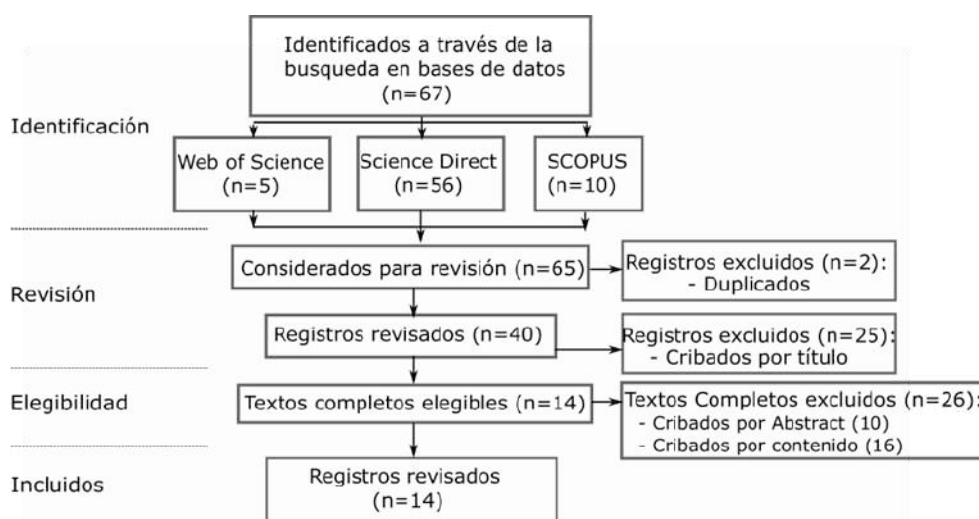 Identificados a través de la
busqueda en bases de datos
(n=67)
Identificación
Web of Science
(n=5)
Science Direct
(n=56)
SCOPUS
(n=10)
Considerados para revisión (n=65)
Registros excluidos (n=2):
- Duplicados
Revisión
Registros revisados (n=40)
Registros excluidos (n=25):
- Cribados por título
Elegibilidad
Textos completos elegibles (n=14)
Textos Completos excluidos (n=26):
- Cribados por Abstract (10)
- Cribados por contenido (16)
Incluidos
Registros revisados
(n=14)